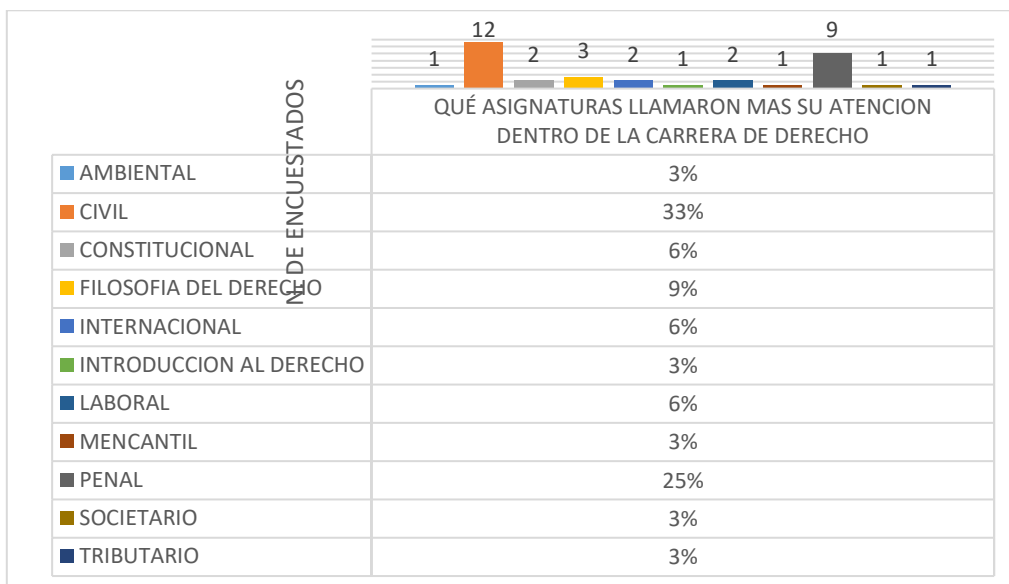 1
12
2
3
2
1
2
1
9
1
1
N. DE ENCUESTADOS
QUÉ ASIGNATURAS LLAMARON MAS SU ATENCION
DENTRO DE LA CARRERA DE DERECHO
AMBIENTAL 3%
CIVIL 33%
CONSTITUCIONAL 6%
FILOSOFIA DEL DERECHO 9%
INTERNACIONAL 6%
INTRODUCCION AL DERECHO 3%
LABORAL 6%
MENCANTIL 3%
PENAL 25%
SOCIETARIO 3%
TRIBUTARIO 3%